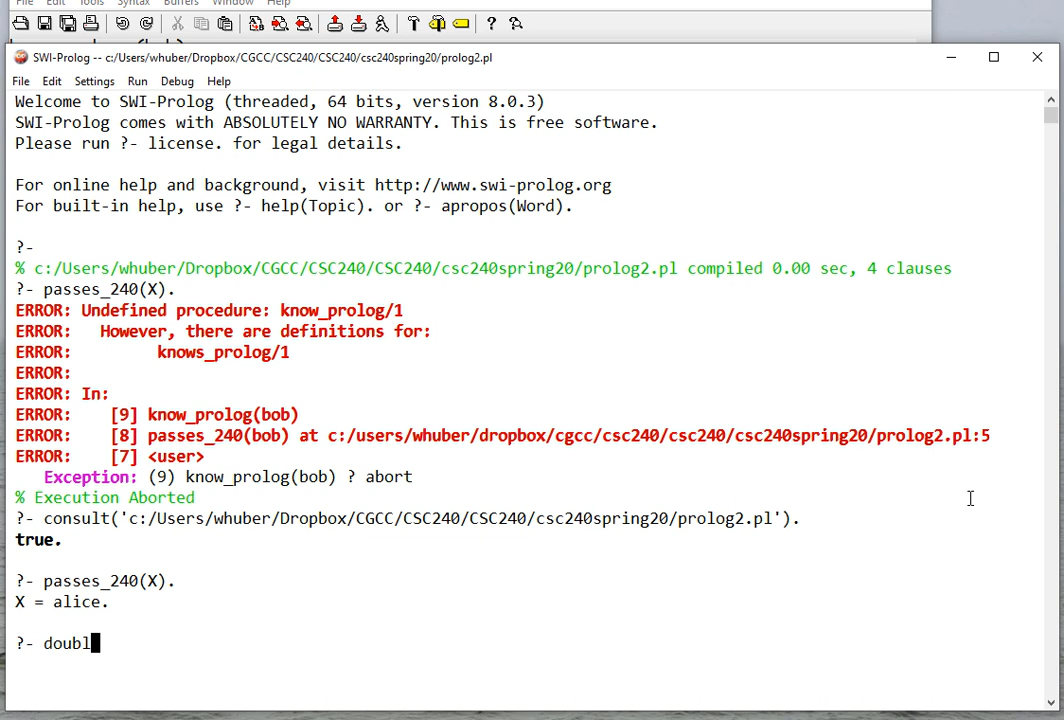 File Edit Tools Syntax Buffers Window Help
SWI-Prolog -- c:/Users/whuber/Dropbox/CGCC/CSC240/CSC240/csc240spring20/prolog2.pl
File Edit Settings Run Debug Help
Welcome to SWI-Prolog (threaded, 64 bits, version 8.0.3)
SWI-Prolog comes with ABSOLUTELY NO WARRANTY. This is free software.
Please run ?- license. for legal details.
For online help and background, visit http://www.swi-prolog.org
For built-in help, use ?- help(Topic). or ?- apropos(Word).
?-
% c:/Users/whuber/Dropbox/CGCC/CSC240/CSC240/csc240spring20/prolog2.pl compiled 0.00 sec, 4 clauses
?- passes_240(X).
ERROR: Undefined procedure: know_prolog/1
ERROR:   However, there are definitions for:
ERROR:         knows_prolog/1
ERROR:
ERROR: In:
ERROR:    [9] know_prolog(bob)
ERROR:    [8] passes_240(bob) at c:/users/whuber/dropbox/cgcc/csc240/csc240/csc240spring20/prolog2.pl:5
ERROR:    [7] <user>
   Exception: (9) know_prolog(bob) ? abort
% Execution Aborted
?- consult('c:/Users/whuber/Dropbox/CGCC/CSC240/CSC240/csc240spring20/prolog2.pl').
true.
?- passes_240(X).
X = alice.
?- doubl